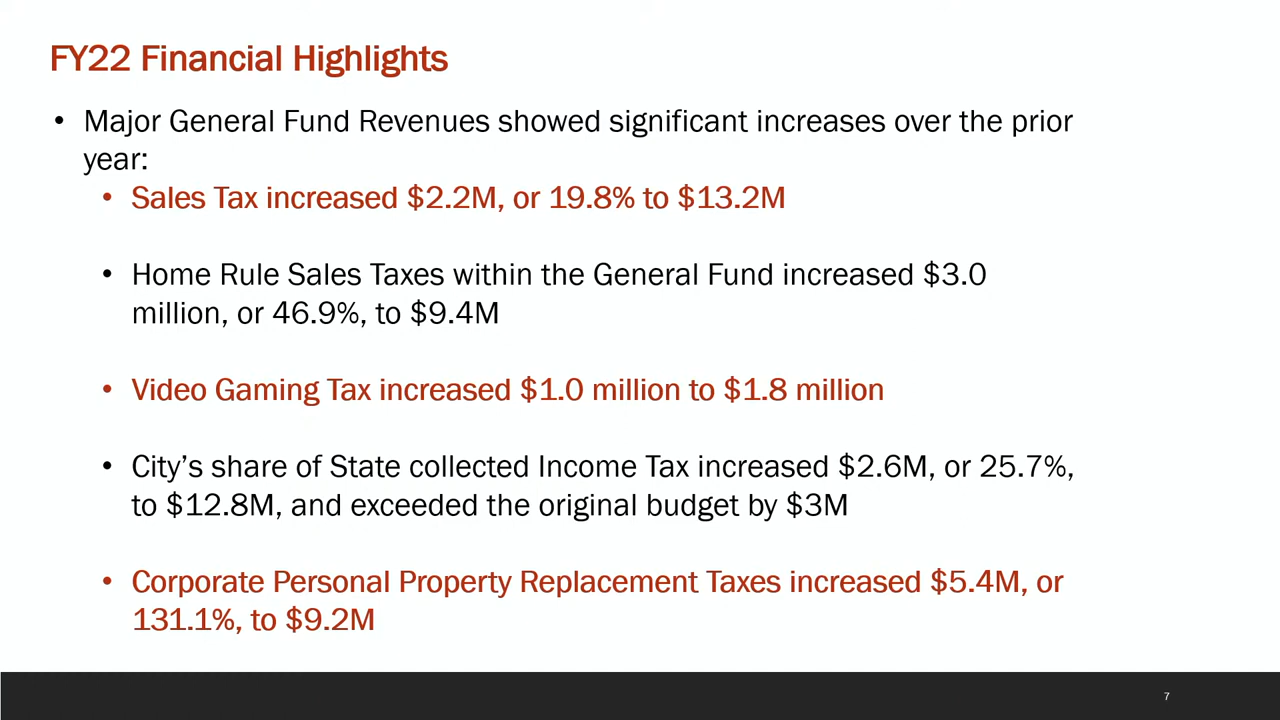 FY22 Financial Highlights
• Major General Fund Revenues showed significant increases over the prior
year:
• Sales Tax increased $2.2M, or 19.8% to $13.2M
• Home Rule Sales Taxes within the General Fund increased $3.0
million, or 46.9%, to $9.4M
• Video Gaming Tax increased $1.0 million to $1.8 million
• City’s share of State collected Income Tax increased $2.6M, or 25.7%,
to $12.8M, and exceeded the original budget by $3M
• Corporate Personal Property Replacement Taxes increased $5.4M, or
131.1%, to $9.2M
7